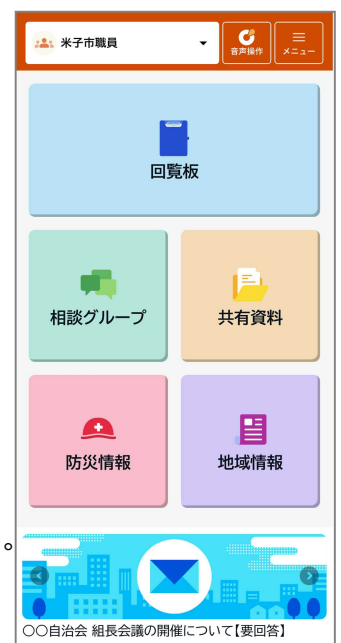 米子市職員
音声操作
メニュー
回覧板
相談グループ
共有資料
防災情報
地域情報
。
〇〇自治会 組長会議の開催について【要回答】